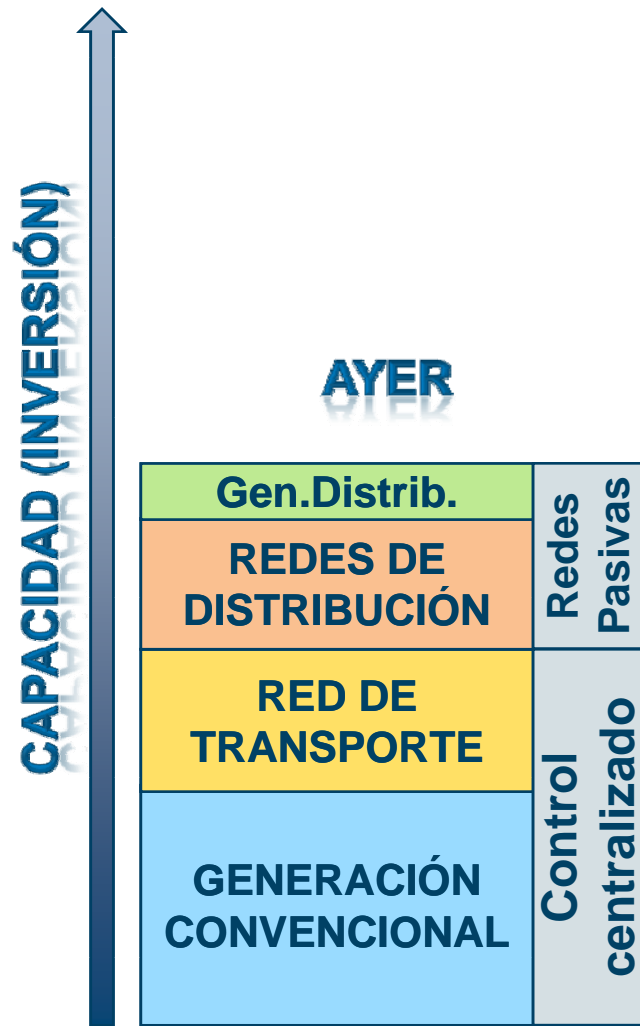 CAPACIDAD (INVERSIÓN)
AYER
Gen.Distrib.
REDES DE
DISTRIBUCIÓN
Redes
Pasivas
RED DE
TRANSPORTE
GENERACIÓN
CONVENCIONAL
Control
centralizado